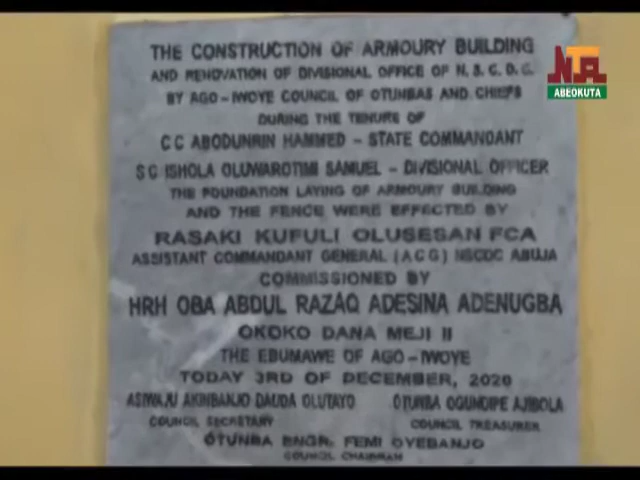 THE CONSTRUCTION OF ARMOURY BUILDING
AND RENOVATION OF DIVISIONAL OFFICE OF N.S.C.D.C.
BY AGO-IWOYE COUNCIL OF OTUNBAS AND CHIEFS
DURING THE TENURE OF
CC ABODUNRIN HAMMED - STATE COMMANDANT
SC ISHOLA OLUWAROTIMI SAMUEL - DIVISIONAL OFFICER
THE FOUNDATION LAYING OF ARMOURY BUILDING
AND THE FENCE WERE EFFECTED BY
RASAKI KUFULI OLUSESAN FCA
ASSISTANT COMMANDANT GENERAL (ACG) NSCDC ABUJA
COMMISSIONED BY
HRH OBA ABDUL RAZAQ ADESINA ADENUGBA
OKOKO DANA MEJI II
THE EBUMAWE OF AGO-IWOYE
TODAY 3RD OF DECEMBER, 2020
ASIWAJU AKINBANJO DAUDA OLUTAYO OTUNBA OGUNDIPE AJIBOLA
COUNCIL SECRETARY COUNCIL TREASURER
OTUNBA ENGR. FEMI OYEBANJO
COUNCIL CHAIRMAN
NTA
ABEOKUTA